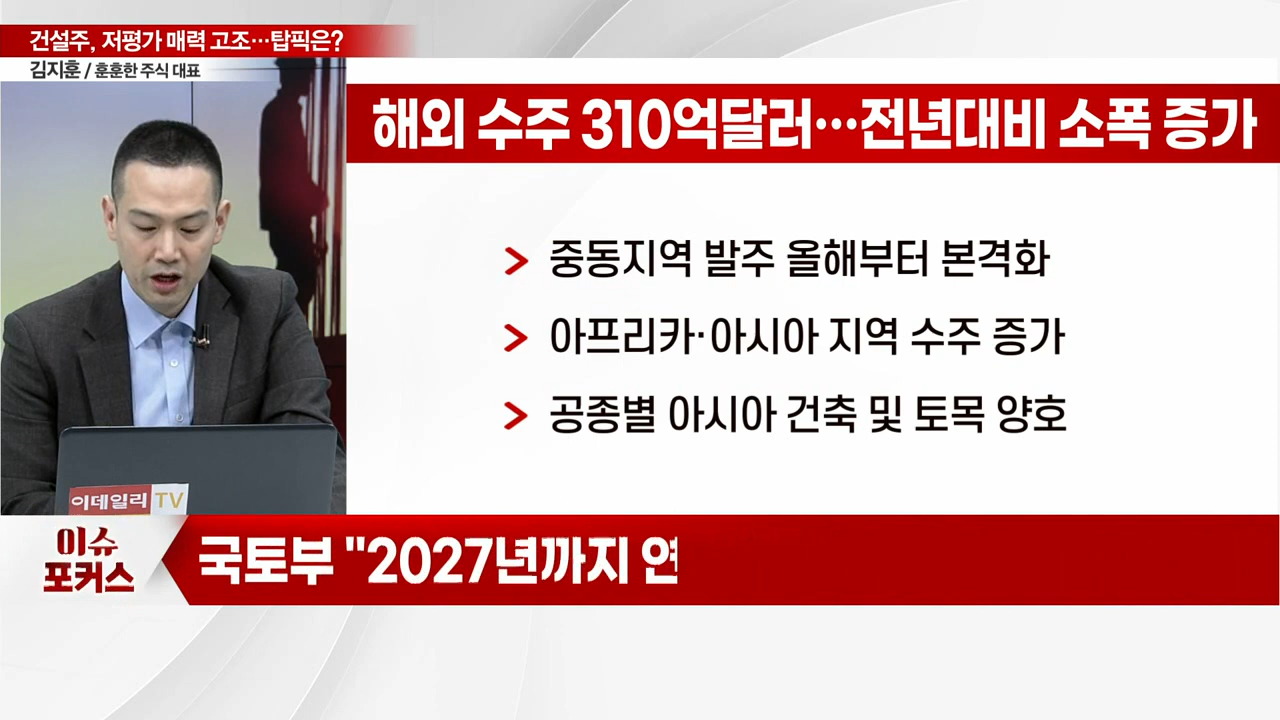 건설주, 저평가 매력 고조…탑픽은?
김지훈 / 훈훈한 주식 대표
해외 수주 310억달러…전년대비 소폭 증가
> 중동지역 발주 올해부터 본격화
> 아프리카·아시아 지역 수주 증가
> 공종별 아시아 건축 및 토목 양호
이데일리 TV
이슈
포커스
국토부 "2027년까지 연